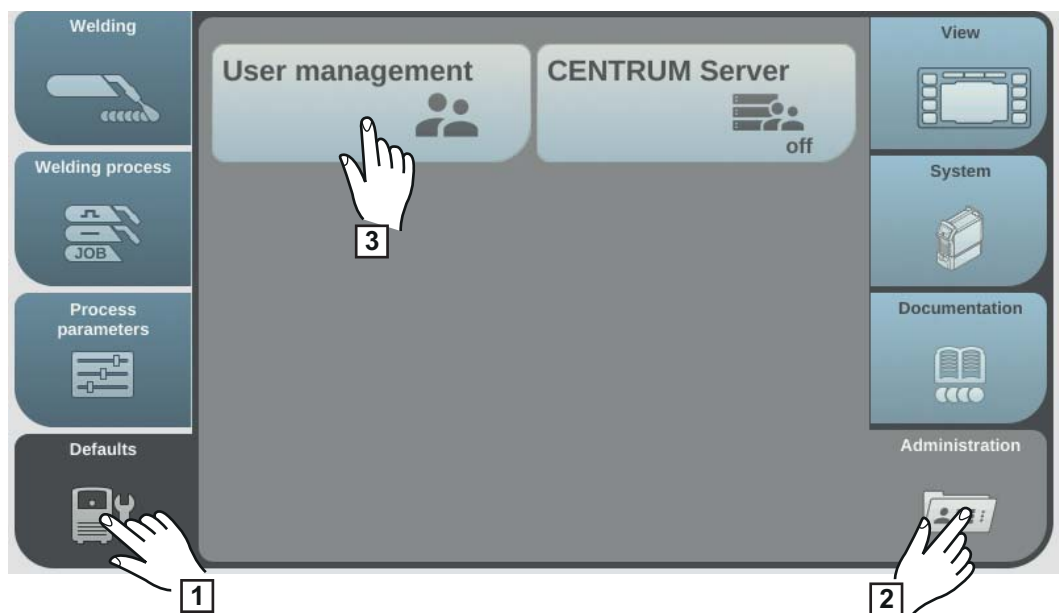 Welding
Welding process
JOB
Process
parameters
Defaults
1
User management
3
CENTRUM Server
off
View
System
Documentation
Administration
2